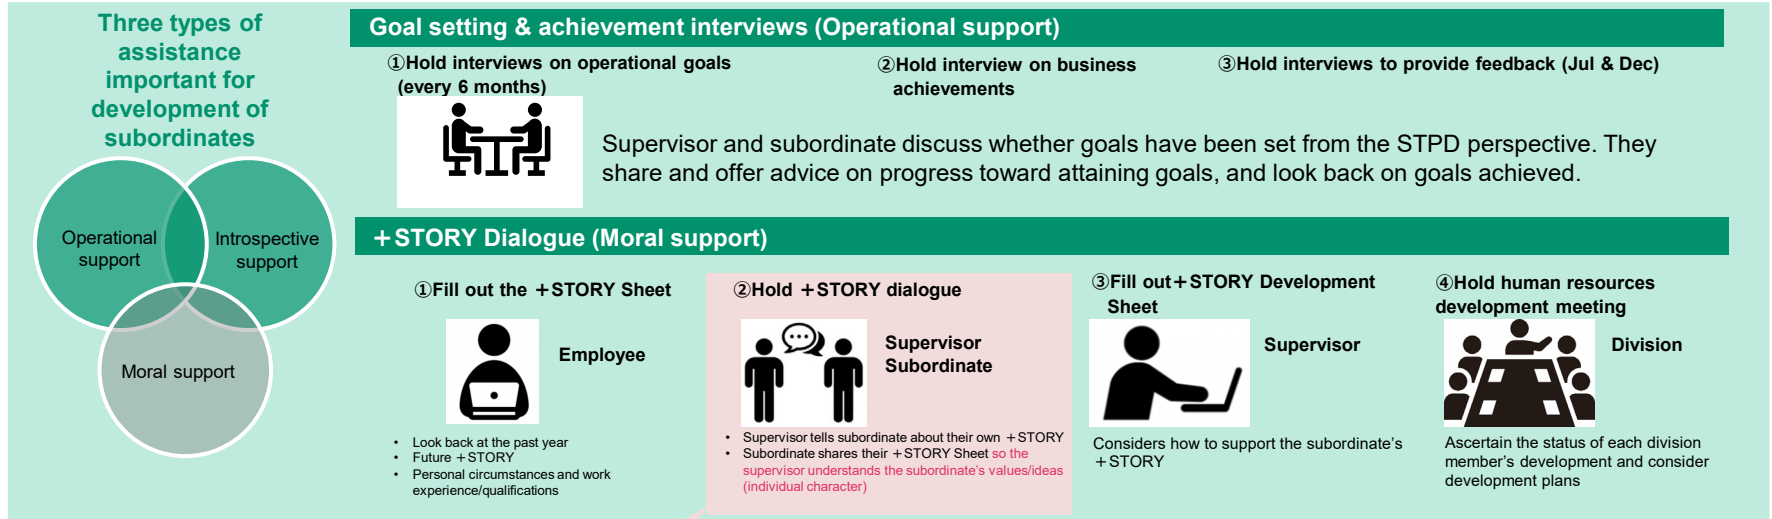 Three types of
assistance
important for
development of
subordinates
Operational
support
Introspective
support
Moral support
Goal setting & achievement interviews (Operational support)
①Hold interviews on operational goals
(every 6 months)
②Hold interview on business
achievements
③Hold interviews to provide feedback (Jul & Dec)
Supervisor and subordinate discuss whether goals have been set from the STPD perspective. They
share and offer advice on progress toward attaining goals, and look back on goals achieved.
＋STORY Dialogue (Moral support)
①Fill out the ＋STORY Sheet
Employee
• Look back at the past year
• Future ＋STORY
• Personal circumstances and work
experience/qualifications
②Hold ＋STORY dialogue
Supervisor
Subordinate
• Supervisor tells subordinate about their own ＋STORY
• Subordinate shares their ＋STORY Sheet so the
supervisor understands the subordinate's values/ideas
(individual character)
③Fill out＋STORY Development
Sheet
Supervisor
Considers how to support the subordinate's
＋STORY
④Hold human resources
development meeting
Division
Ascertain the status of each division
member's development and consider
development plans